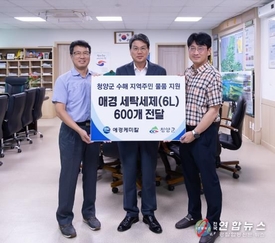 청양군 수해 지역주민 물품 지원
애경 세탁세제(6L)
600개 전달
애경케미칼 청양군
연합뉴스